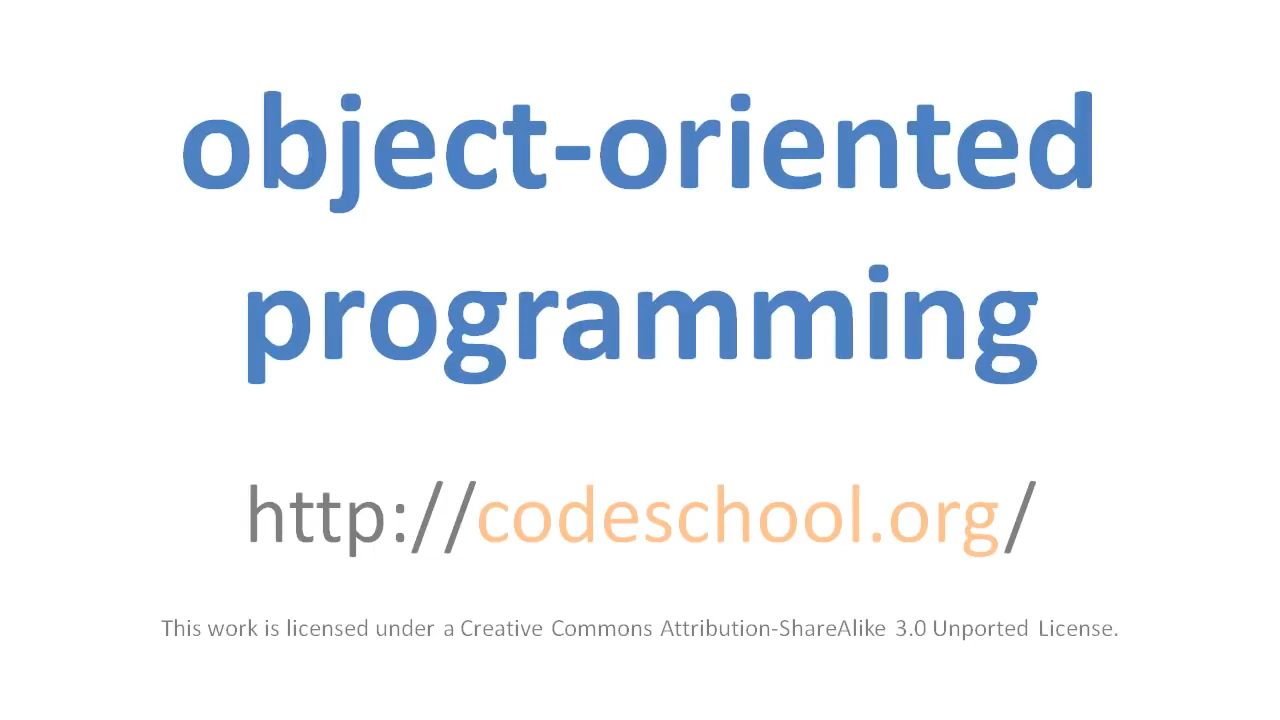 object-oriented
programming
http://codeschool.org/
This work is licensed under a Creative Commons Attribution-ShareAlike 3.0 Unported License.